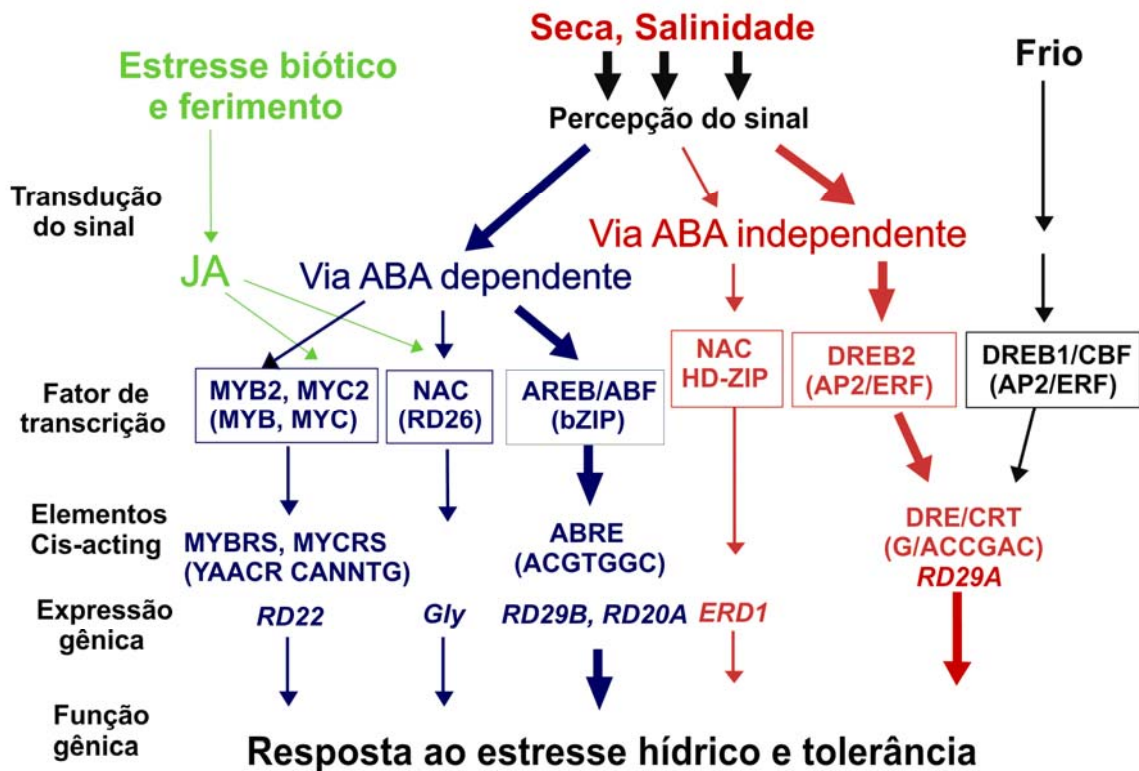 Seca, Salinidade
Estresse biótico
e ferimento
Frio
Percepção do sinal
Transdução
do sinal
Via ABA independente
JA
Via ABA dependente
Fator de
transcrição
MYB2, MYC2
(MYB, MYC)
NAC
(RD26)
AREB/ABF
(bZIP)
NAC
HD-ZIP
DREB2
(AP2/ERF)
DREB1/CBF
(AP2/ERF)
Elementos
Cis-acting
MYBRS, MYCRS
(YAACR CANNTG)
ABRE
(ACGTGGC)
DRE/CRT
(G/ACCGAC)
RD29A
Expressão
gênica
RD22
Gly
RD29B, RD20A
ERD1
Função
gênica
Resposta ao estresse hídrico e tolerância